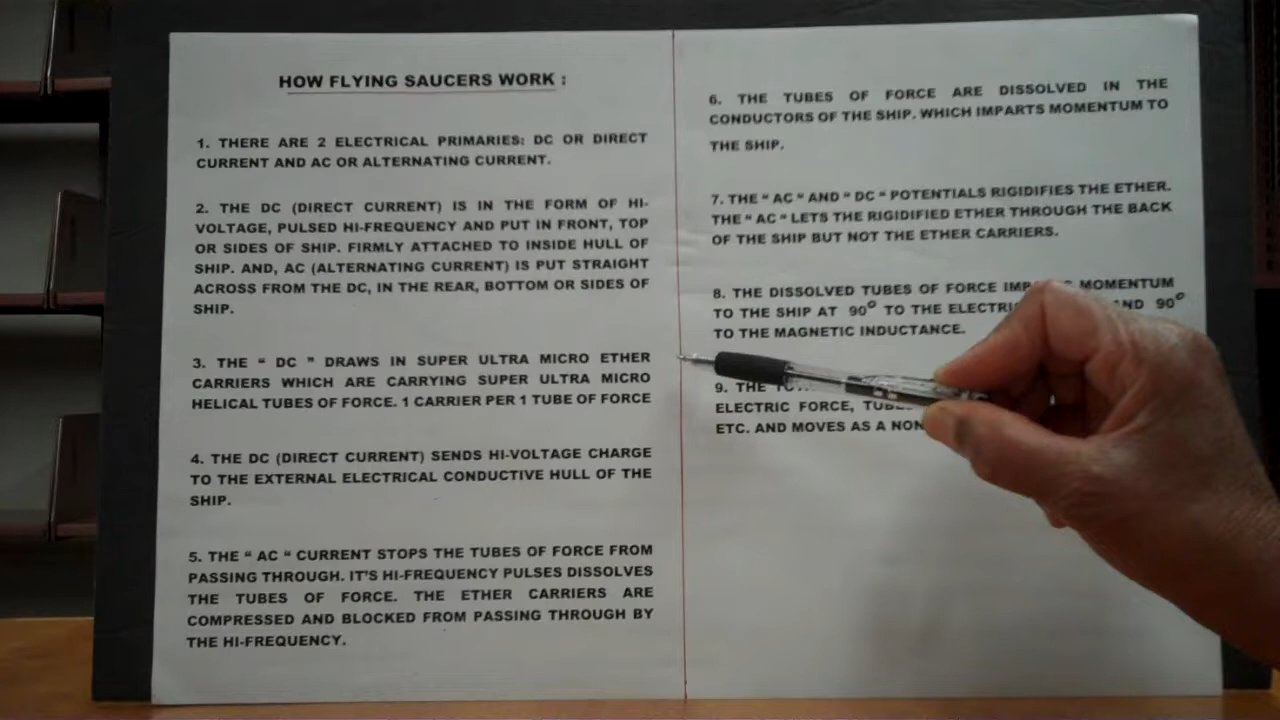 HOW FLYING SAUCERS WORK :
1. THERE ARE 2 ELECTRICAL PRIMARIES: DC OR DIRECT
CURRENT AND AC OR ALTERNATING CURRENT.
2. THE DC (DIRECT CURRENT) IS IN THE FORM OF HI-
VOLTAGE, PULSED HI-FREQUENCY AND PUT IN FRONT, TOP
OR SIDES OF SHIP. FIRMLY ATTACHED TO INSIDE HULL OF
SHIP. AND, AC (ALTERNATING CURRENT) IS PUT STRAIGHT
ACROSS FROM THE DC, IN THE REAR, BOTTOM OR SIDES OF
SHIP.
3. THE " DC " DRAWS IN SUPER ULTRA MICRO ETHER
CARRIERS WHICH ARE CARRYING SUPER ULTRA MICRO
HELICAL TUBES OF FORCE. 1 CARRIER PER 1 TUBE OF FORCE
4. THE DC (DIRECT CURRENT) SENDS HI-VOLTAGE CHARGE
TO THE EXTERNAL ELECTRICAL CONDUCTIVE HULL OF THE
SHIP.
5. THE " AC " CURRENT STOPS THE TUBES OF FORCE FROM
PASSING THROUGH. IT'S HI-FREQUENCY PULSES DISSOLVES
THE TUBES OF FORCE. THE ETHER CARRIERS ARE
COMPRESSED AND BLOCKED FROM PASSING THROUGH BY
THE HI-FREQUENCY.
6. THE TUBES OF FORCE ARE DISSOLVED IN THE
CONDUCTORS OF THE SHIP. WHICH IMPARTS MOMENTUM TO
THE SHIP.
7. THE " AC " AND " DC " POTENTIALS RIGIDIFIES THE ETHER.
THE " AC " LETS THE RIGIDIFIED ETHER THROUGH THE BACK
OF THE SHIP BUT NOT THE ETHER CARRIERS.
8. THE DISSOLVED TUBES OF FORCE MOMENTUM
TO THE SHIP AT 90° TO THE AND 90°
TO THE MAGNETIC INDUCTANCE.
9. THE
ELECTRIC FORCE,
ETC. AND MOVES AS A